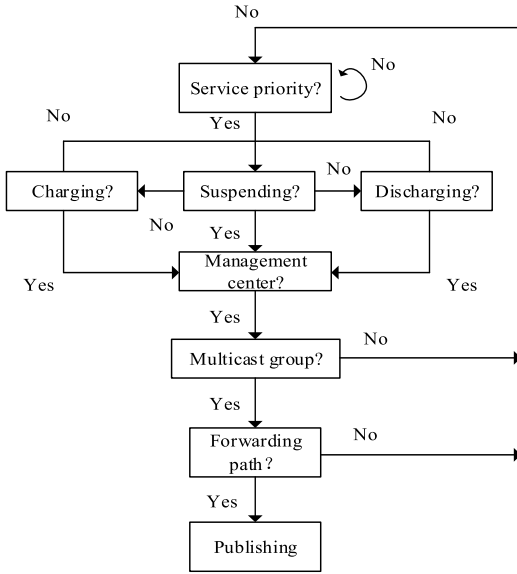 No
Service priority?
No
Yes
No
No
Charging?
Suspending?
No
Discharging?
No
Yes
Management
center?
Yes
Yes
Yes
Multicast group?
No
Yes
Forwarding
path?
No
Yes
Publishing